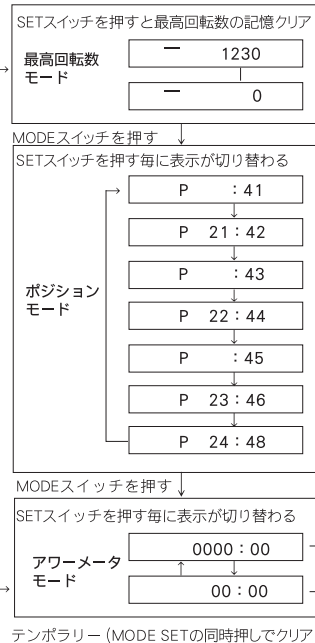 SETスイッチを押すと最高回転数の記憶クリア
最高回転数
モード
1230
0
MODEスイッチを押す
SETスイッチを押す毎に表示が切り替わる
ポジション
モード
P :41
P 21:42
P :43
P 22:44
P :45
P 23:46
P 24:48
MODEスイッチを押す
SETスイッチを押す毎に表示が切り替わる
アワーメータ
モード
0000:00
00:00
テンポラリー(MODE SETの同時押しでクリア